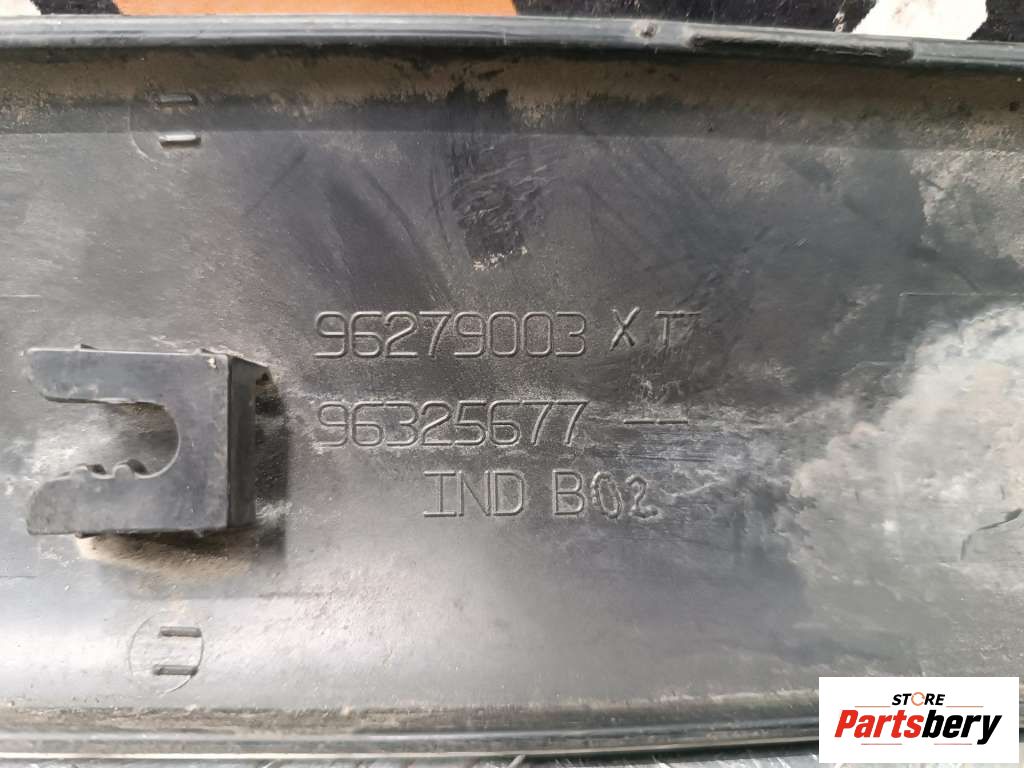 96279003 XT
96325677 --
IND B02
STORE
Partsbery